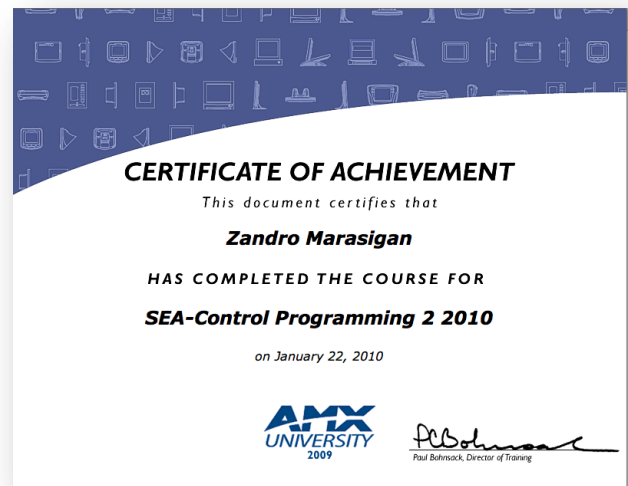 CERTIFICATE OF ACHIEVEMENT
This document certifies that
Zandro Marasigan
HAS COMPLETED THE COURSE FOR
SEA-Control Programming 2 2010
on January 22, 2010
AMX
UNIVERSITY
2009
PCBohnsack
Paul Bohnsack, Director of Training